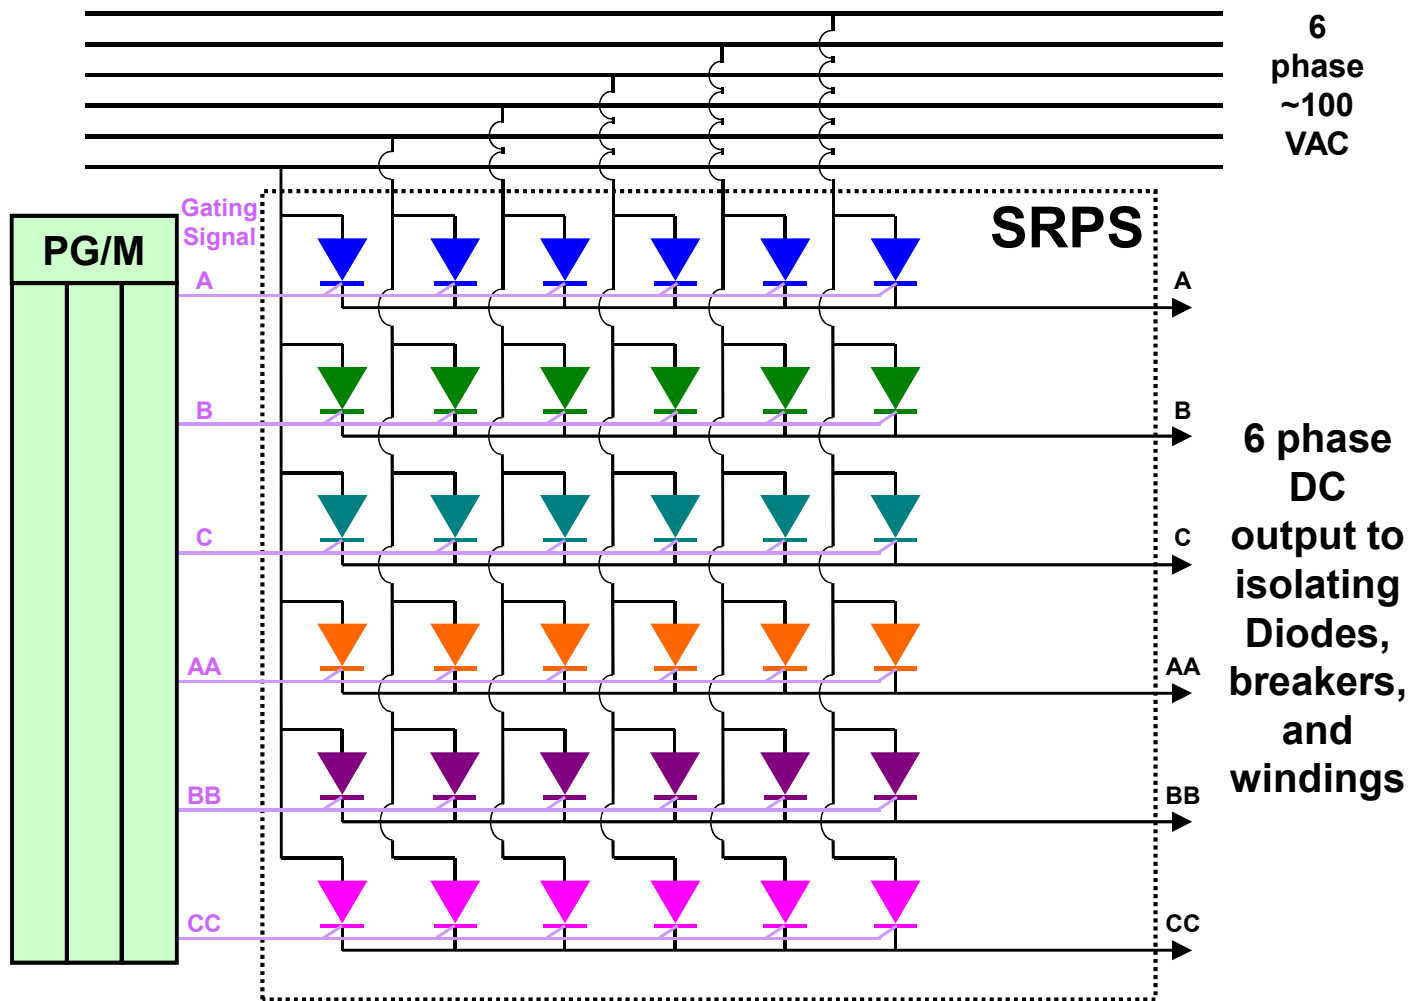 6
phase
~100
VAC
Gating
Signal
SRPS
PG/M
A
A
B
B
C
C
AA
AA
BB
BB
CC
CC
6 phase
DC
output to
isolating
Diodes,
breakers,
and
windings